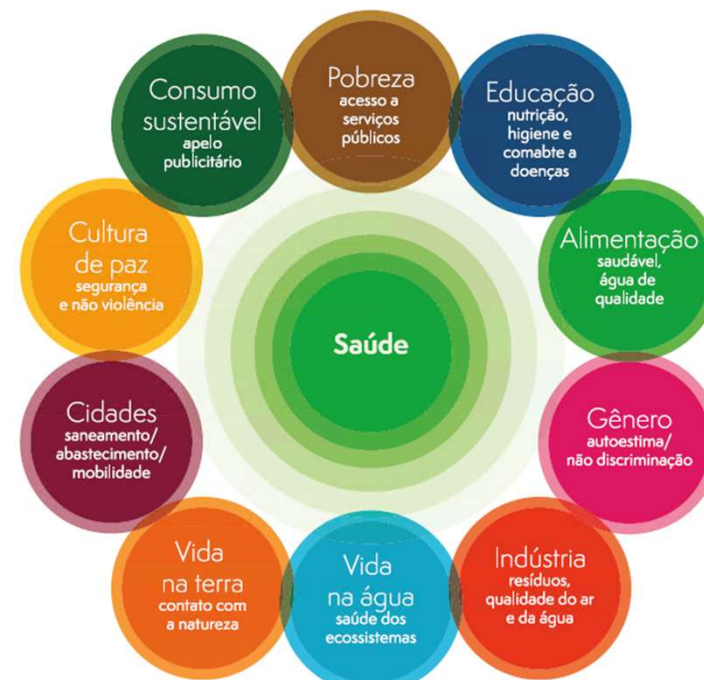 Pobreza
acesso a
serviços
públicos
Educação
nutrição,
higiene e
comabte a
doenças
Alimentação
saudável,
água de
qualidade
Gênero
autoestima/
não discriminação
Indústria
resíduos,
qualidade do ar
e da água
Vida
na água
saúde dos
ecossistemas
Vida
na terra
contato com
a natureza
Cidades
saneamento/
abastecimento/
mobilidade
Cultura
de paz
segurança
e não violência
Consumo
sustentável
apelo
publicitário
Saúde